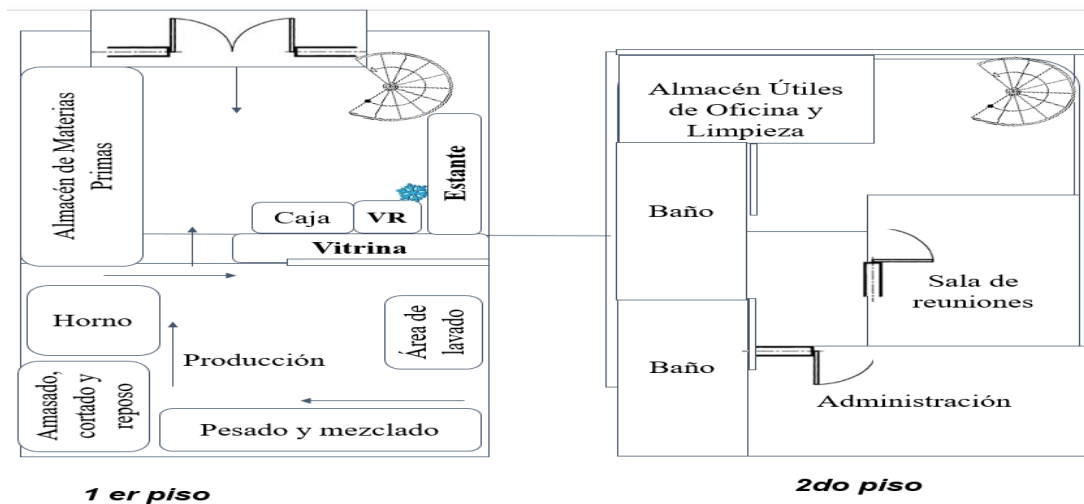 Almacén de Materias
Primas
Estante
Caja
VR
Vitrina
Horno
Área de
lavado
Producción
Amasado,
cortado y
reposo
Pesado y mezclado
1 er piso
Almacén Útiles
de Oficina y
Limpieza
Baño
Sala de
reuniones
Baño
Administración
2do piso